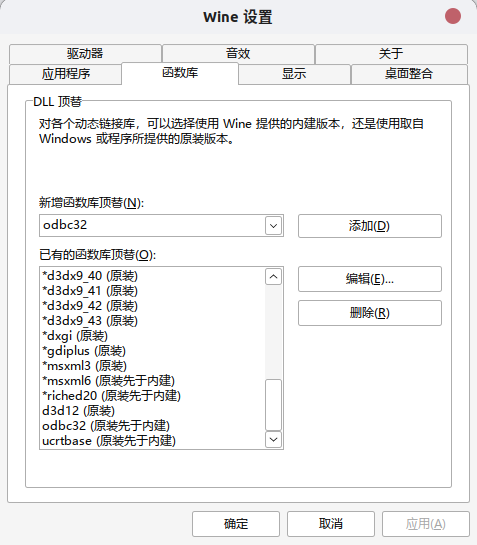 Wine 设置
驱动器
音效
关于
应用程序
函数库
显示
桌面整合
DLL 顶替
对各个动态链接库，可以选择使用 Wine 提供的内建版本，还是使用取自
Windows 或程序所提供的原装版本。
新增函数库顶替(N):
odbc32
添加(D)
已有的函数库顶替(O):
*d3dx9_40 (原装)
*d3dx9_41 (原装)
*d3dx9_42 (原装)
*d3dx9_43 (原装)
*dxgi (原装)
*gdiplus (原装)
*msxml3 (原装)
*msxml6 (原装先于内建)
*riched20 (原装先于内建)
d3d12 (原装)
odbc32 (原装先于内建)
ucrtbase (原装先于内建)
编辑(E)...
删除(R)
确定
取消
应用(A)